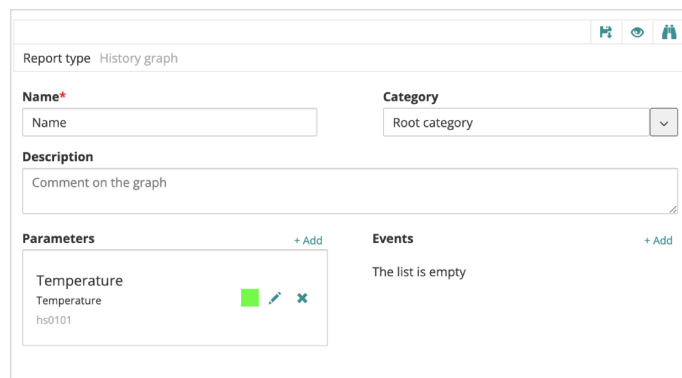 Report type History graph
Name* Category
Name Root category
Description
Comment on the graph
Parameters + Add Events + Add
Temperature The list is empty
Temperature
hs0101